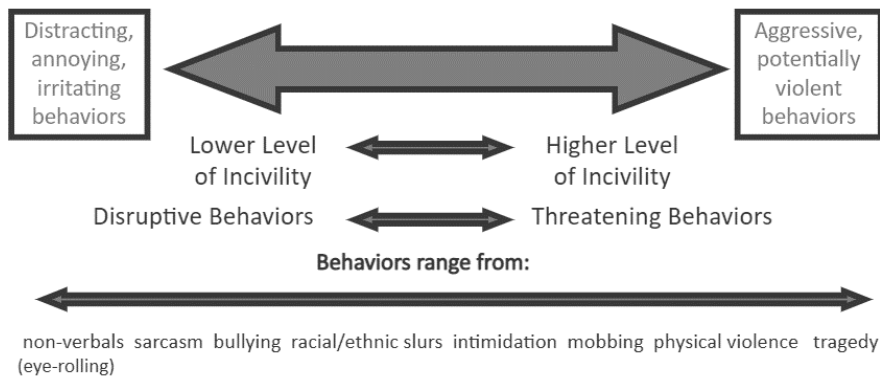 Distracting,
annoying,
irritating
behaviors
Aggressive,
potentially
violent
behaviors
Lower Level
of Incivility
Higher Level
of Incivility
Disruptive Behaviors
Threatening Behaviors
Behaviors range from:
non-verbals sarcasm bullying racial/ethnic slurs intimidation mobbing physical violence tragedy
(eye-rolling)